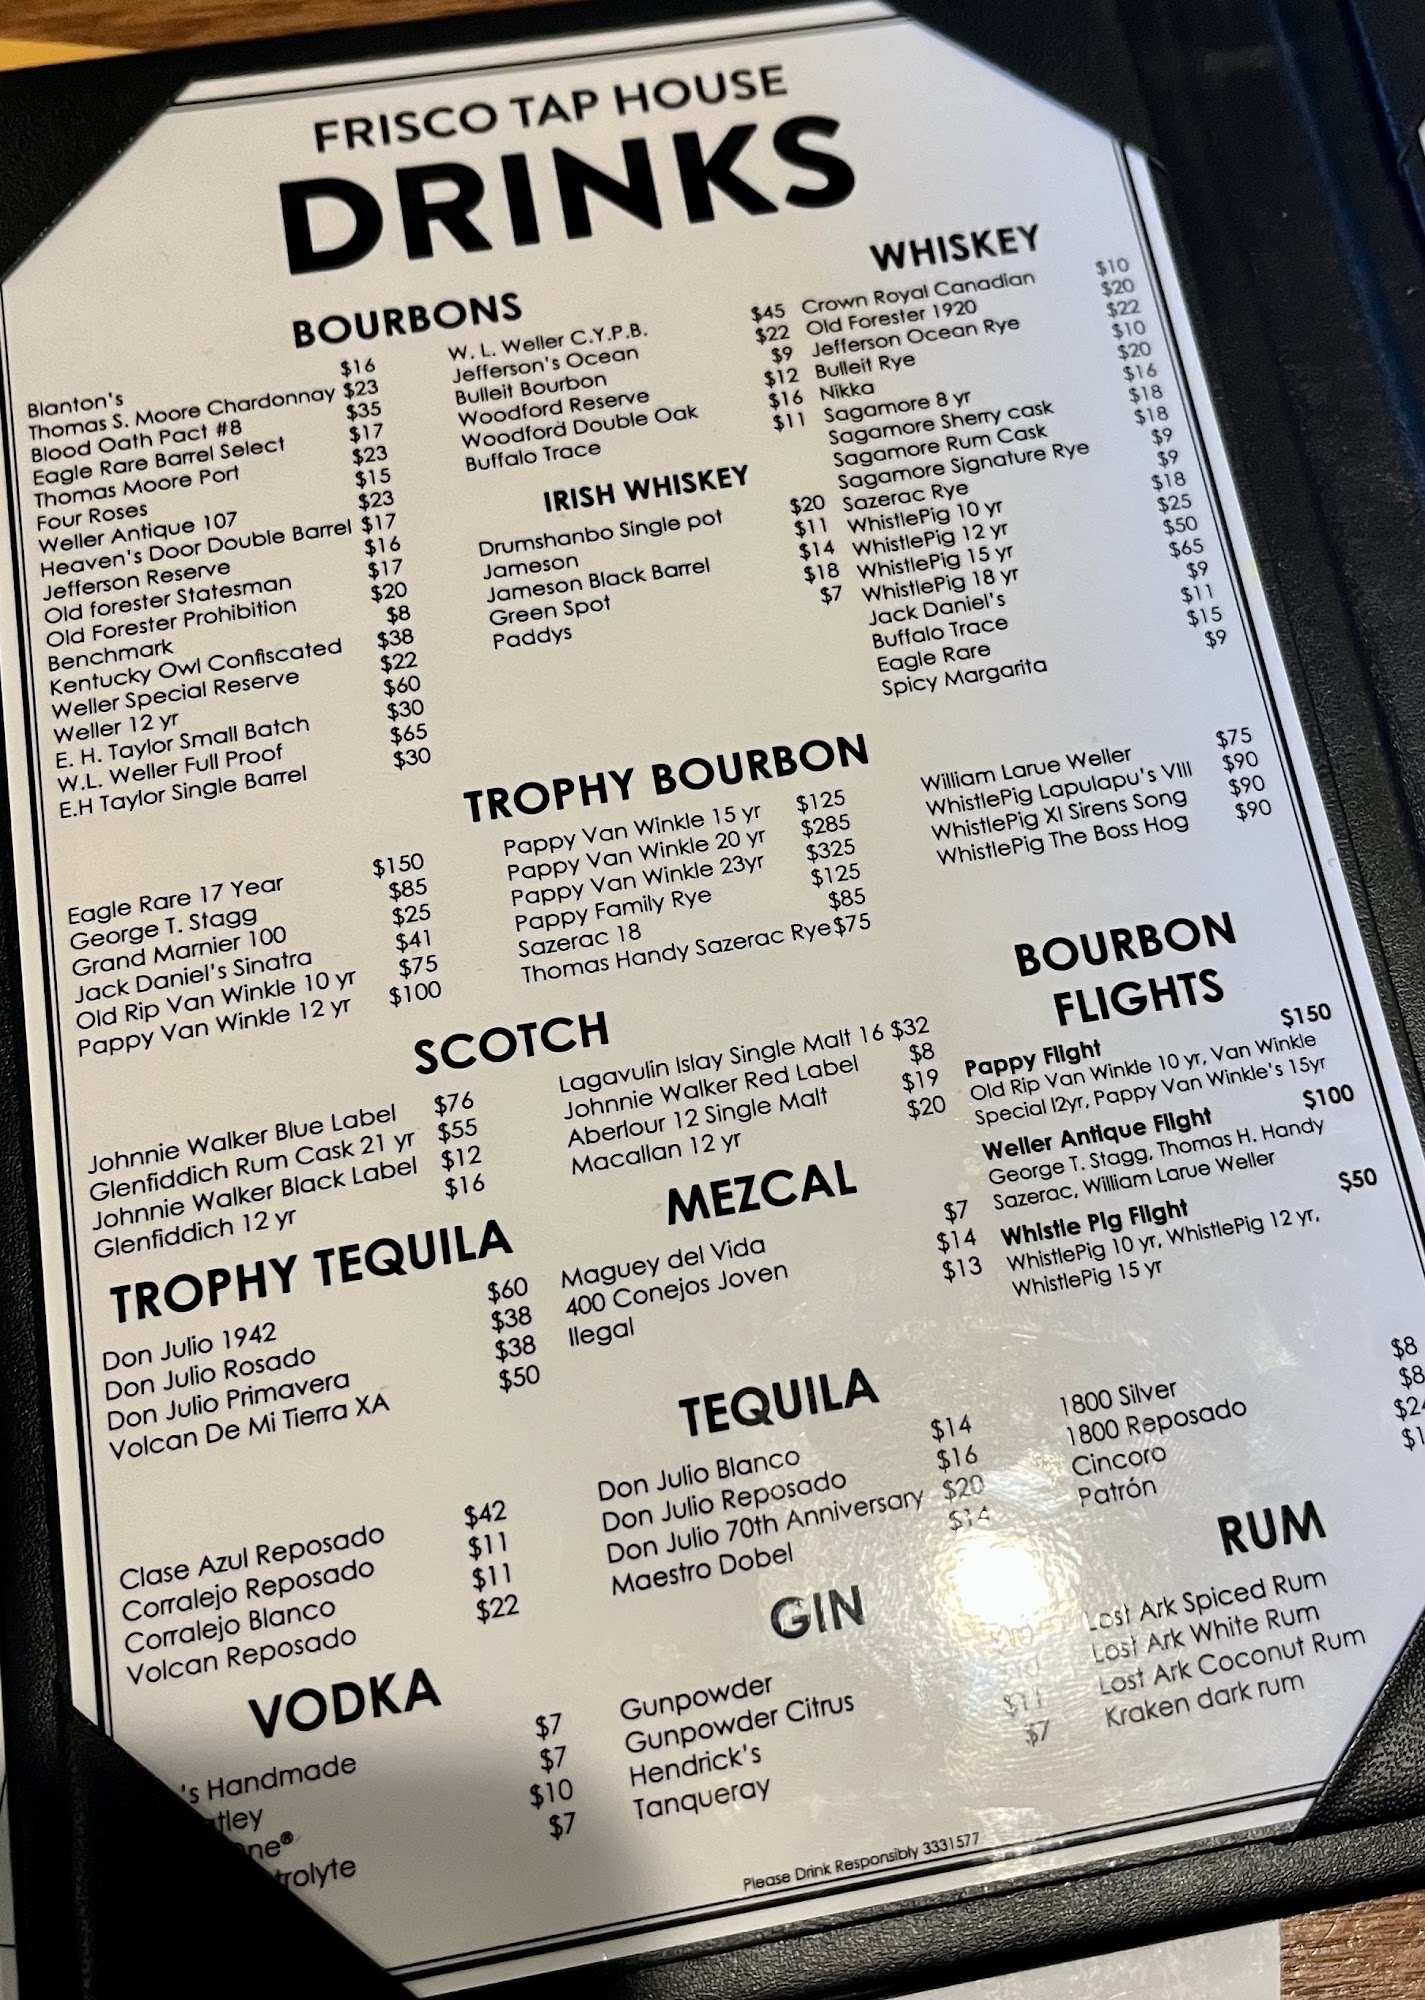 FRISCO TAP HOUSE
DRINKS
BOURBONS
Blanton's $16
Thomas S. Moore Chardonnay $23
Blood Oath Pact #8 $35
Eagle Rare Barrel Select $17
Thomas Moore Port $23
Four Roses $15
Weller Antique 107 $23
Heaven's Door Double Barrel $17
Jefferson Reserve $16
Old forester Statesman $17
Old Forester Prohibition $20
Benchmark $8
Kentucky Owl Confiscated $38
Weller Special Reserve $22
Weller 12 yr $60
E. H. Taylor Small Batch $30
W.L. Weller Full Proof $65
E.H Taylor Single Barrel $30
W. L. Weller C.Y.P.B. $45
Jefferson's Ocean $22
Bulleit Bourbon $9
Woodford Reserve $12
Woodford Double Oak $16
Buffalo Trace $11
IRISH WHISKEY
Drumshanbo Single pot $20
Jameson $11
Jameson Black Barrel $14
Green Spot $18
Paddys $7
WHISKEY
Crown Royal Canadian $10
Old Forester 1920 $20
Jefferson Ocean Rye $22
Bulleit Rye $10
Nikka $20
Sagamore 8 yr $16
Sagamore Sherry cask $18
Sagamore Rum Cask $18
Sagamore Signature Rye $9
Sazerac Rye $9
WhistlePig 10 yr $18
WhistlePig 12 yr $25
WhistlePig 15 yr $50
WhistlePig 18 yr $65
Jack Daniel's $9
Buffalo Trace $11
Eagle Rare $15
Spicy Margarita $9
TROPHY BOURBON
Eagle Rare 17 Year $150
George T. Stagg $85
Grand Marnier 100 $25
Jack Daniel's Sinatra $41
Old Rip Van Winkle 10 yr $75
Pappy Van Winkle 12 yr $100
Pappy Van Winkle 15 yr $125
Pappy Van Winkle 20 yr $285
Pappy Van Winkle 23yr $325
Pappy Family Rye $125
Sazerac 18 $85
Thomas Handy Sazerac Rye $75
William Larue Weller $75
WhistlePig Lapulapu's VIII $90
WhistlePig XI Sirens Song $90
WhistlePig The Boss Hog $90
SCOTCH
Johnnie Walker Blue Label $76
Glenfiddich Rum Cask 21 yr $55
Johnnie Walker Black Label $12
Glenfiddich 12 yr $16
Lagavulin Islay Single Malt 16 $32
Johnnie Walker Red Label $8
Aberlour 12 Single Malt $19
Macallan 12 yr $20
BOURBON
FLIGHTS
Pappy Flight $150
Old Rip Van Winkle 10 yr, Van Winkle
Special 12yr, Pappy Van Winkle's 15yr
Weller Antique Flight $100
George T. Stagg, Thomas H. Handy
Sazerac, William Larue Weller
Whistle Pig Flight $50
WhistlePig 10 yr, WhistlePig 12 yr,
WhistlePig 15 yr
TROPHY TEQUILA
Don Julio 1942 $60
Don Julio Rosado $38
Don Julio Primavera $38
Volcan De Mi Tierra XA $50
MEZCAL
Maguey del Vida $7
400 Conejos Joven $14
Ilegal $13
TEQUILA
Clase Azul Reposado $42
Corralejo Reposado $11
Corralejo Blanco $11
Volcan Reposado $22
Don Julio Blanco $14
Don Julio Reposado $16
Don Julio 70th Anniversary $20
Maestro Dobel $14
1800 Silver $8
1800 Reposado $8
Cincoro
Patrón
VODKA
's Handmade $7
$7
$10
$7
GIN
Gunpowder
Gunpowder Citrus
Hendrick's $11
Tanqueray $7
RUM
Lost Ark Spiced Rum
Lost Ark White Rum
Lost Ark Coconut Rum
Kraken dark rum
Please Drink Responsibly 3331577